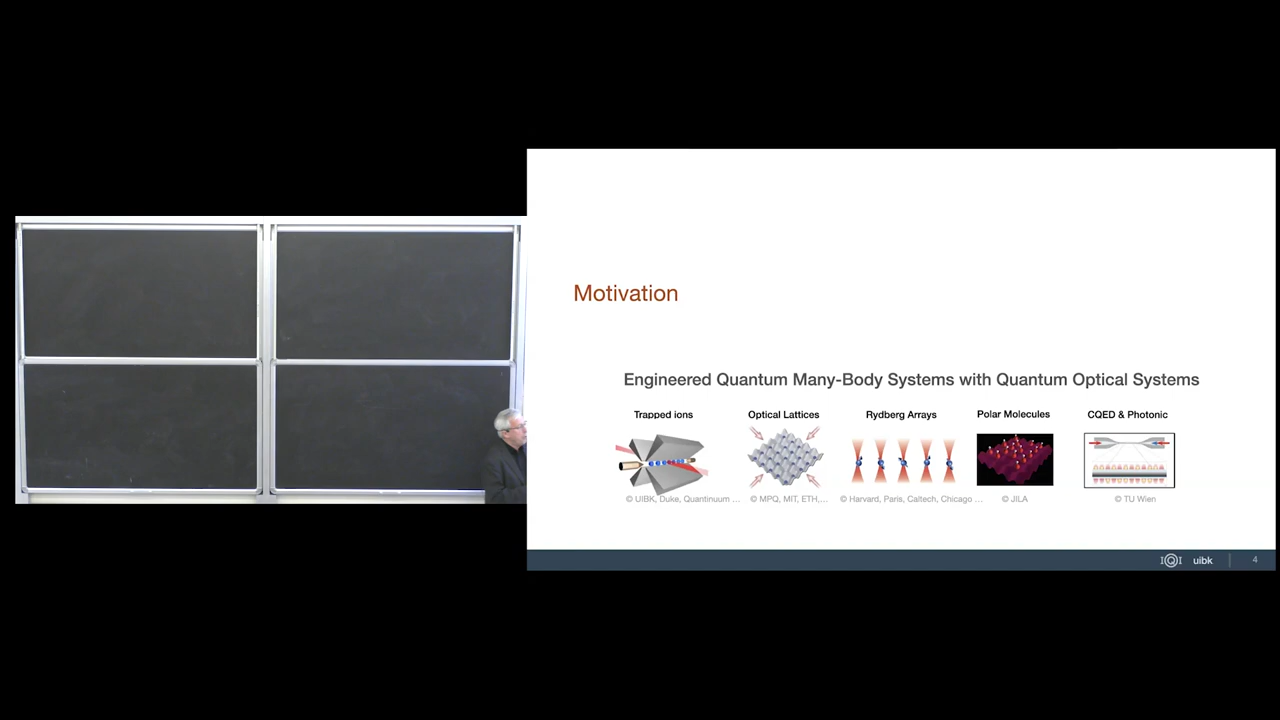 Motivation
Engineered Quantum Many-Body Systems with Quantum Optical Systems
Trapped ions
Optical Lattices
Rydberg Arrays
Polar Molecules
CQED & Photonic
© UIBK, Duke, Quantinuum ...
© MPQ, MIT, ETH,...
© Harvard, Paris, Caltech, Chicago ...
© JILA
© TU Wien
IQI uibk 4